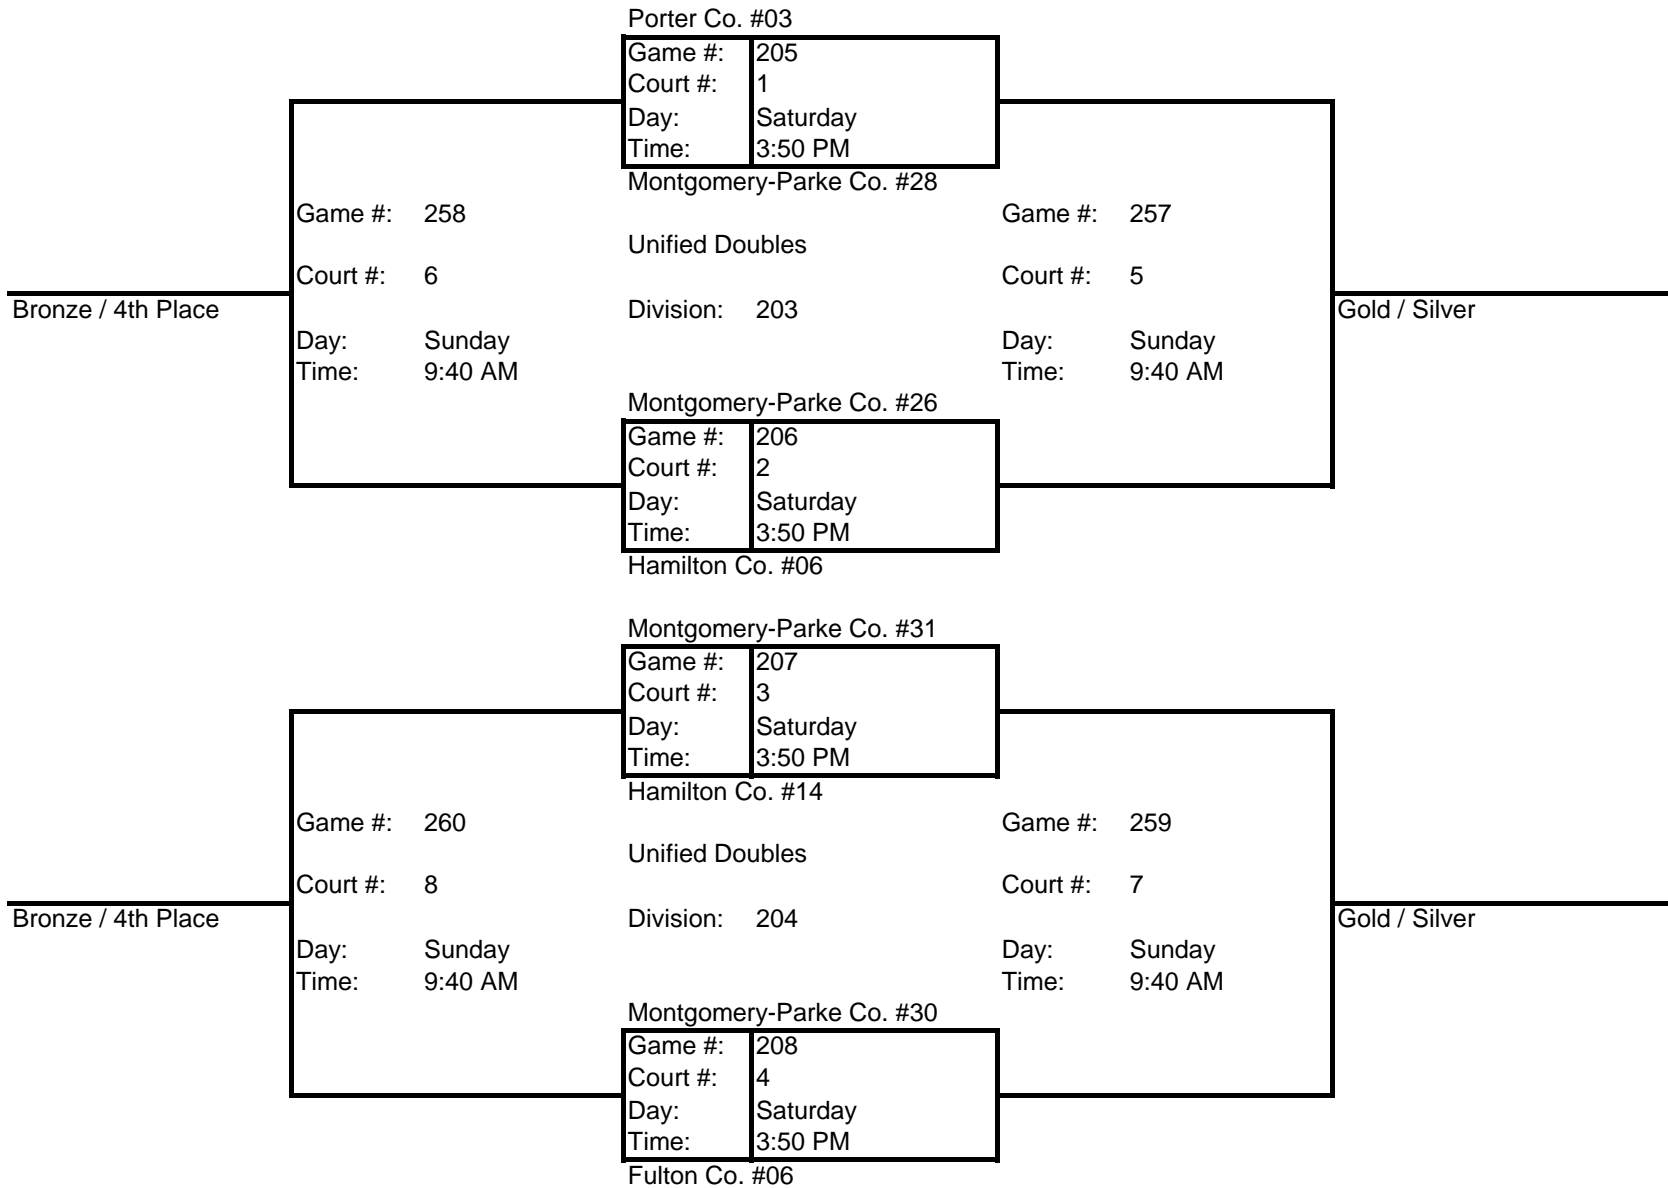 Porter Co. #03
Game #: 205
Court #: 1
Day: Saturday
Time: 3:50 PM
Montgomery-Parke Co. #28
Game #: 258 Game #: 257
Unified Doubles
Court #: 6 Court #: 5
Bronze / 4th Place Division: 203 Gold / Silver
Day: Sunday Day: Sunday
Time: 9:40 AM Time: 9:40 AM
Montgomery-Parke Co. #26
Game #: 206
Court #: 2
Day: Saturday
Time: 3:50 PM
Hamilton Co. #06
Montgomery-Parke Co. #31
Game #: 207
Court #: 3
Day: Saturday
Time: 3:50 PM
Hamilton Co. #14
Game #: 260 Game #: 259
Unified Doubles
Court #: 8 Court #: 7
Bronze / 4th Place Division: 204 Gold / Silver
Day: Sunday Day: Sunday
Time: 9:40 AM Time: 9:40 AM
Montgomery-Parke Co. #30
Game #: 208
Court #: 4
Day: Saturday
Time: 3:50 PM
Fulton Co. #06